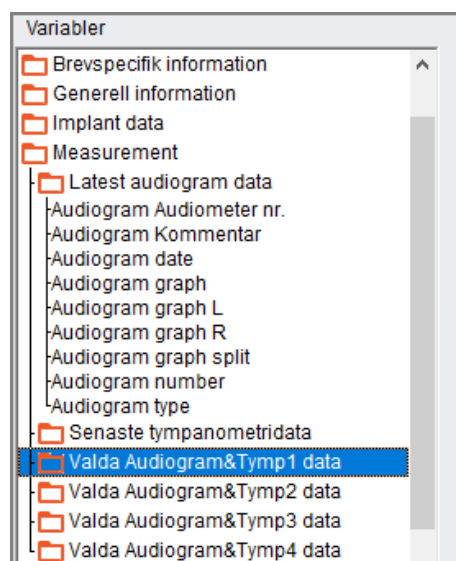 Variabler
Brevspecifik information
Generell information
Implant data
Measurement
Latest audiogram data
Audiogram Audiometer nr.
Audiogram Kommentar
Audiogram date
Audiogram graph
Audiogram graph L
Audiogram graph R
Audiogram graph split
Audiogram number
Audiogram type
Senaste tympanometridata
Valda Audiogram&Tymp1 data
Valda Audiogram&Tymp2 data
Valda Audiogram&Tymp3 data
Valda Audiogram&Tymp4 data